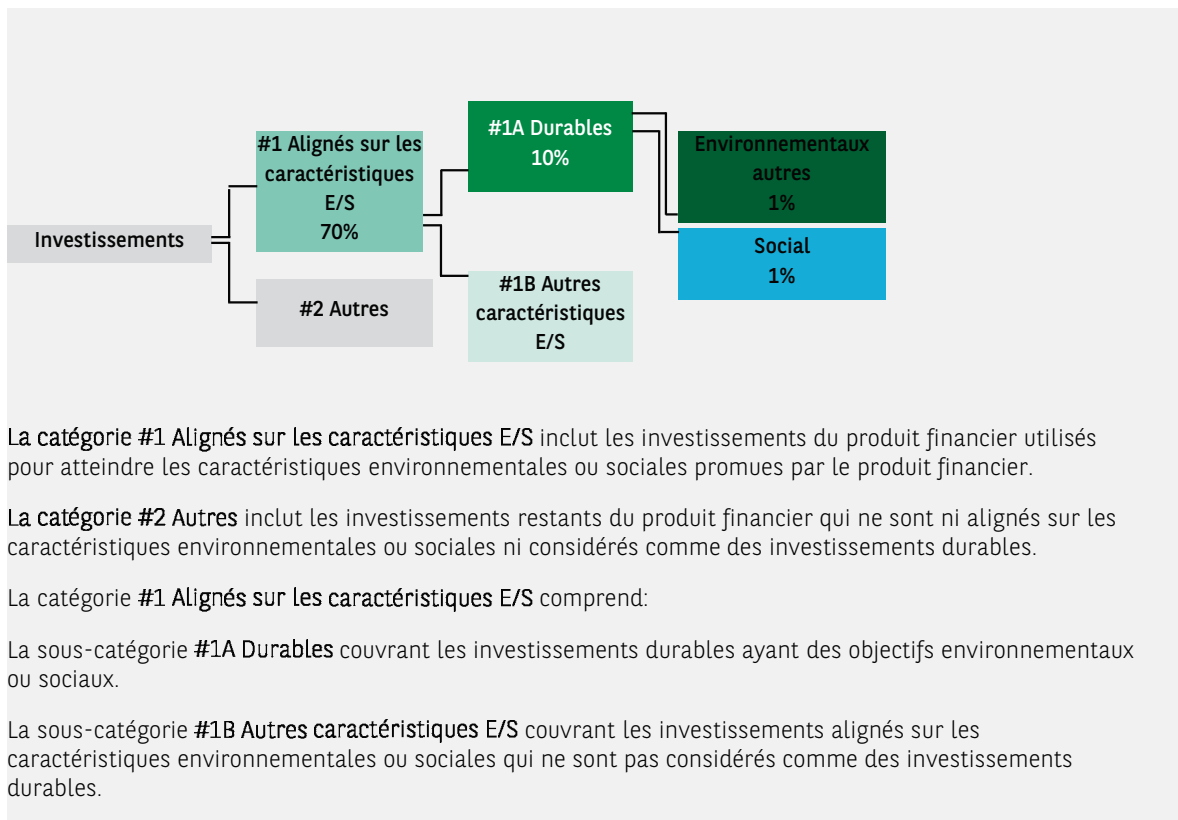 #1A Durables
10%
#1 Alignés sur les
caractéristiques
E/S
70%
Environnementaux
autres
1%
Investissements
Social
1%
#2 Autres
#1B Autres
caractéristiques
E/S
La catégorie #1 Alignés sur les caractéristiques E/S inclut les investissements du produit financier utilisés
pour atteindre les caractéristiques environnementales ou sociales promues par le produit financier.
La catégorie #2 Autres inclut les investissements restants du produit financier qui ne sont ni alignés sur les
caractéristiques environnementales ou sociales ni considérés comme des investissements durables.
La catégorie #1 Alignés sur les caractéristiques E/S comprend:
La sous-catégorie #1A Durables couvrant les investissements durables ayant des objectifs environnementaux
ou sociaux.
La sous-catégorie #1B Autres caractéristiques E/S couvrant les investissements alignés sur les
caractéristiques environnementales ou sociales qui ne sont pas considérés comme des investissements
durables.